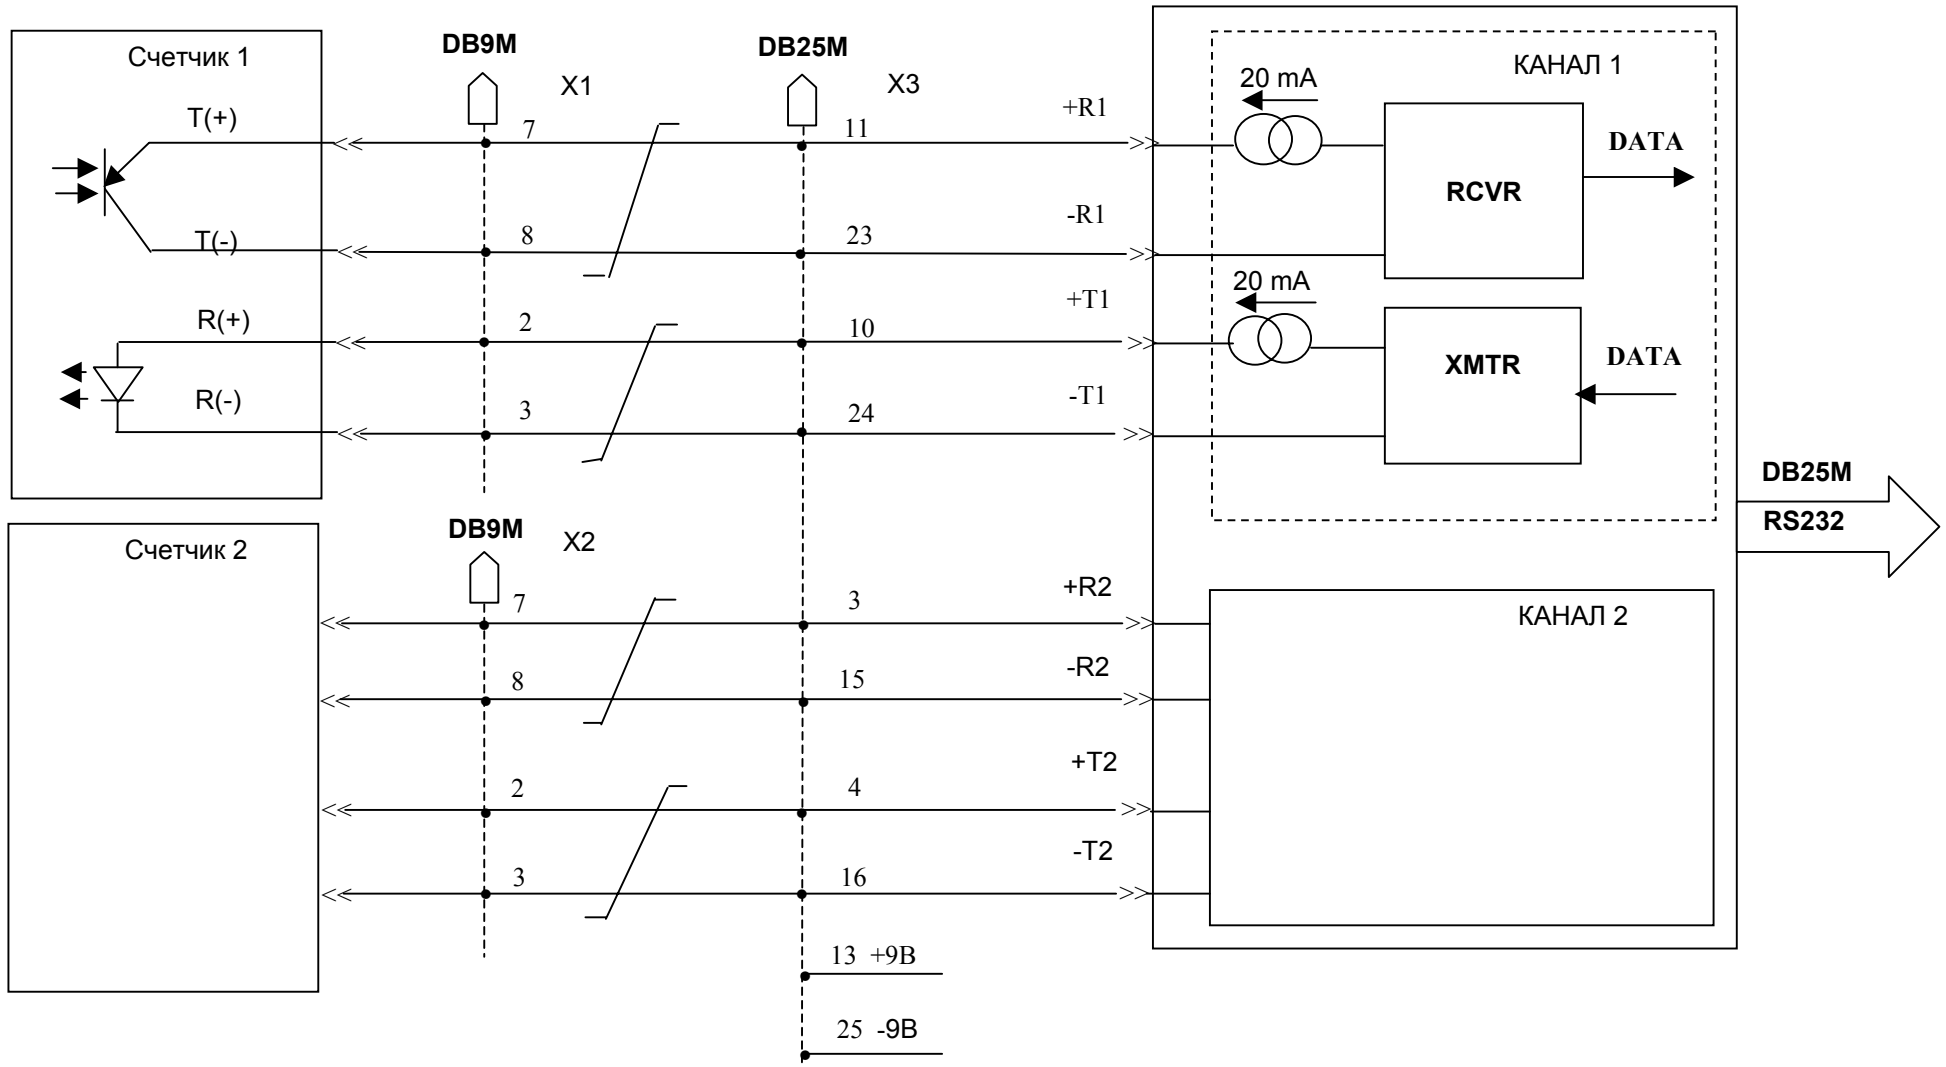 Счетчик 1
DB9M
X1
DB25M
X3
КАНАЛ 1
20 mA
T(+)
7
11
+R1
DATA
RCVR
T(-)
8
23
-R1
20 mA
R(+)
2
10
+T1
XMTR
DATA
R(-)
3
24
-T1
DB25M
RS232
Счетчик 2
DB9M
X2
КАНАЛ 2
7
3
+R2
8
15
-R2
2
4
+T2
3
16
-T2
13 +9В
25 -9В